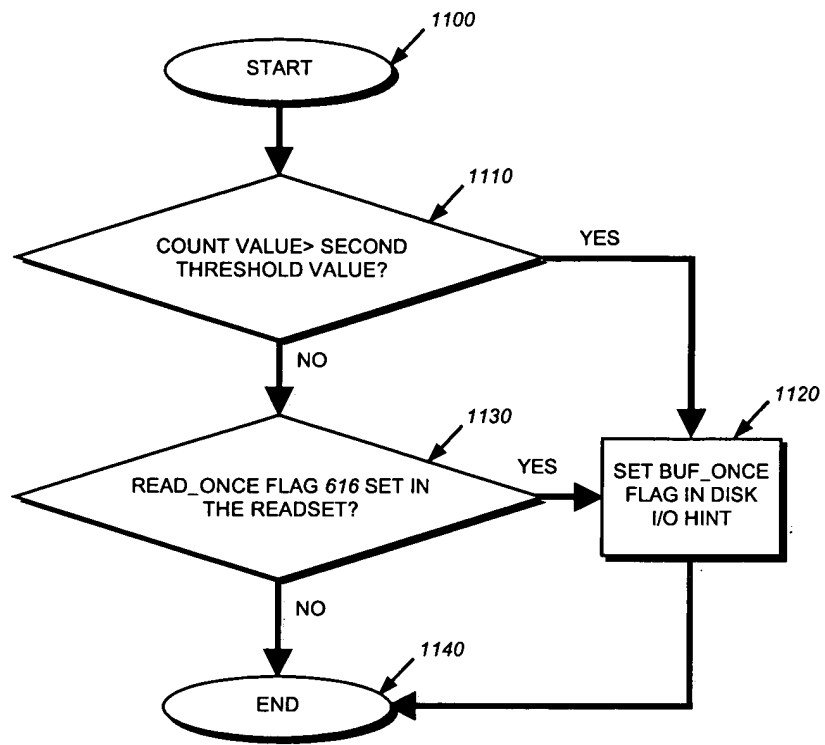 1100
START
1110
COUNT VALUE> SECOND
THRESHOLD VALUE?
YES
NO
1120
1130
READ_ONCE FLAG 616 SET IN
THE READSET?
YES
SET BUF_ONCE
FLAG IN DISK
I/O HINT
NO
1140
END